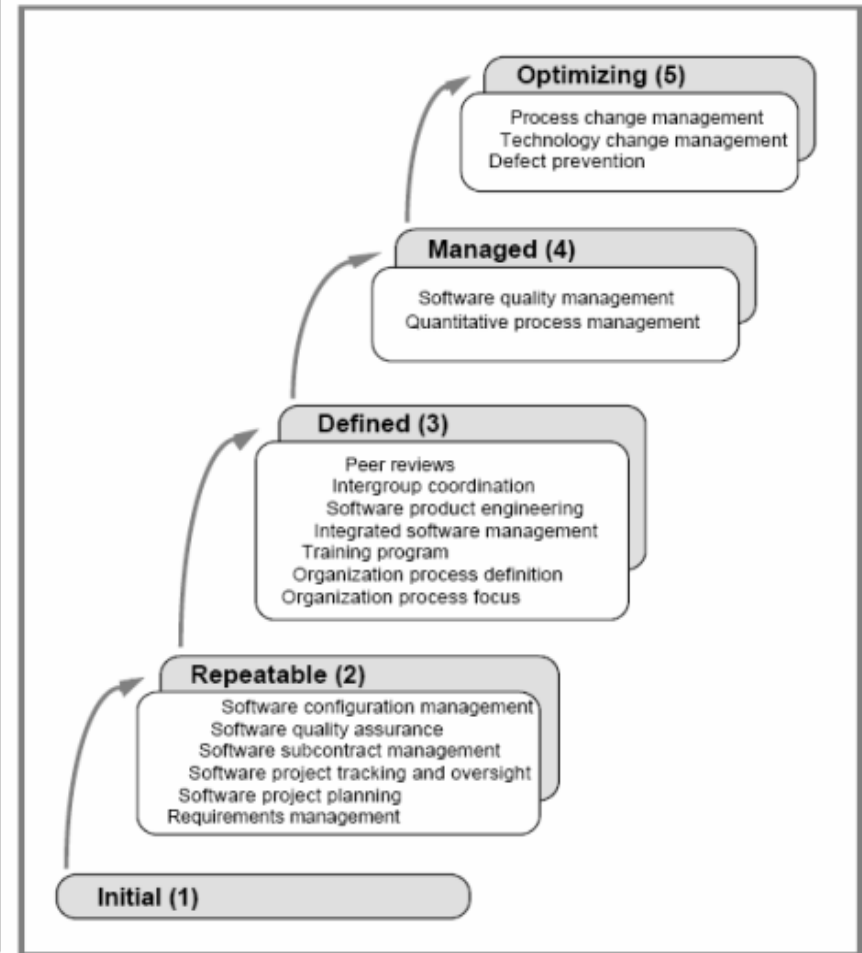 Optimizing (5)
Process change management
Technology change management
Defect prevention
Managed (4)
Software quality management
Quantitative process management
Defined (3)
Peer reviews
Intergroup coordination
Software product engineering
Integrated software management
Training program
Organization process definition
Organization process focus
Repeatable (2)
Software configuration management
Software quality assurance
Software subcontract management
Software project tracking and oversight
Software project planning
Requirements management
Initial (1)